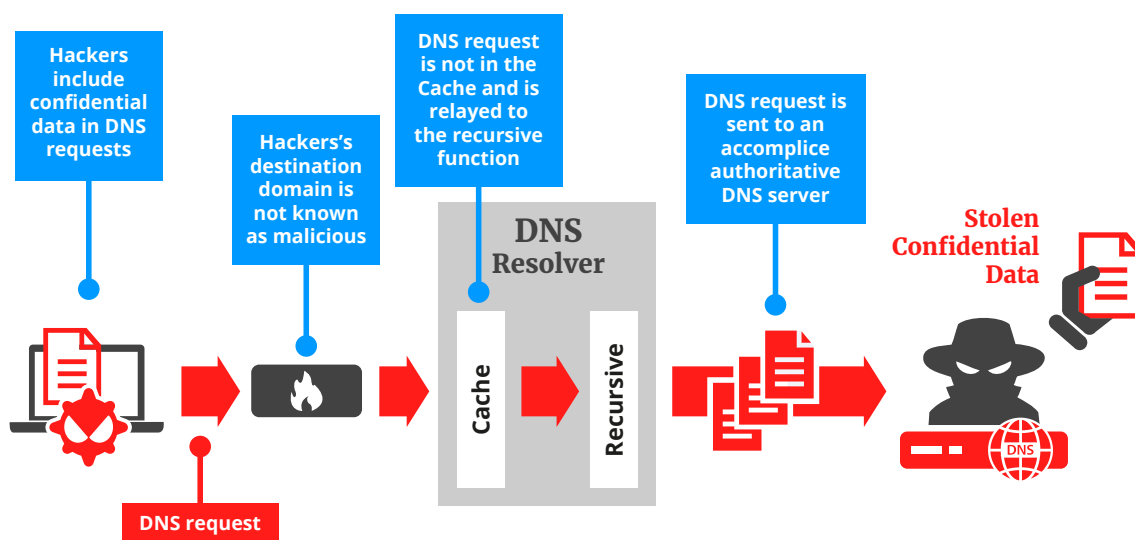 Hackers
include
confidential
data in DNS
requests
Hackers's
destination
domain is
not known
as malicious
DNS request
is not in the
Cache and is
relayed to
the recursive
function
DNS request is
sent to an
accomplice
authoritative
DNS server
DNS
Resolver
Cache
Recursive
Stolen
Confidential
Data
DNS
DNS request